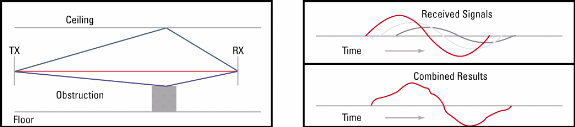 Ceiling
TX
RX
Obstruction
Floor
Received Signals
Time
Combined Results
Time